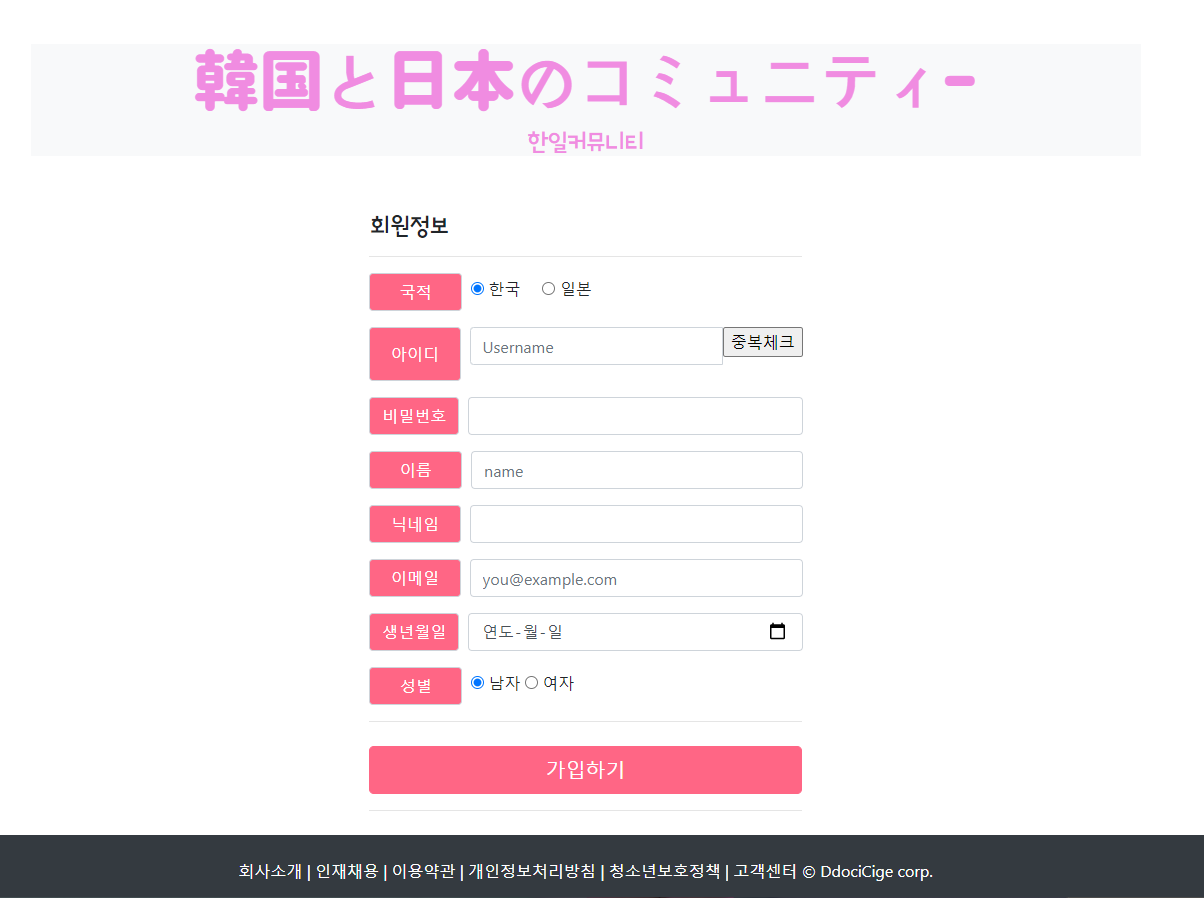 韓国と日本のコミュニティー
한일커뮤니티
회원정보
국적 한국 일본
아이디 Username 중복체크
비밀번호
이름 name
닉네임
이메일 you@example.com
생년월일 연도-월-일
성별 남자 여자
가입하기
회사소개 | 인재채용 | 이용약관 | 개인정보처리방침 | 청소년보호정책 | 고객센터 © DdociCige corp.